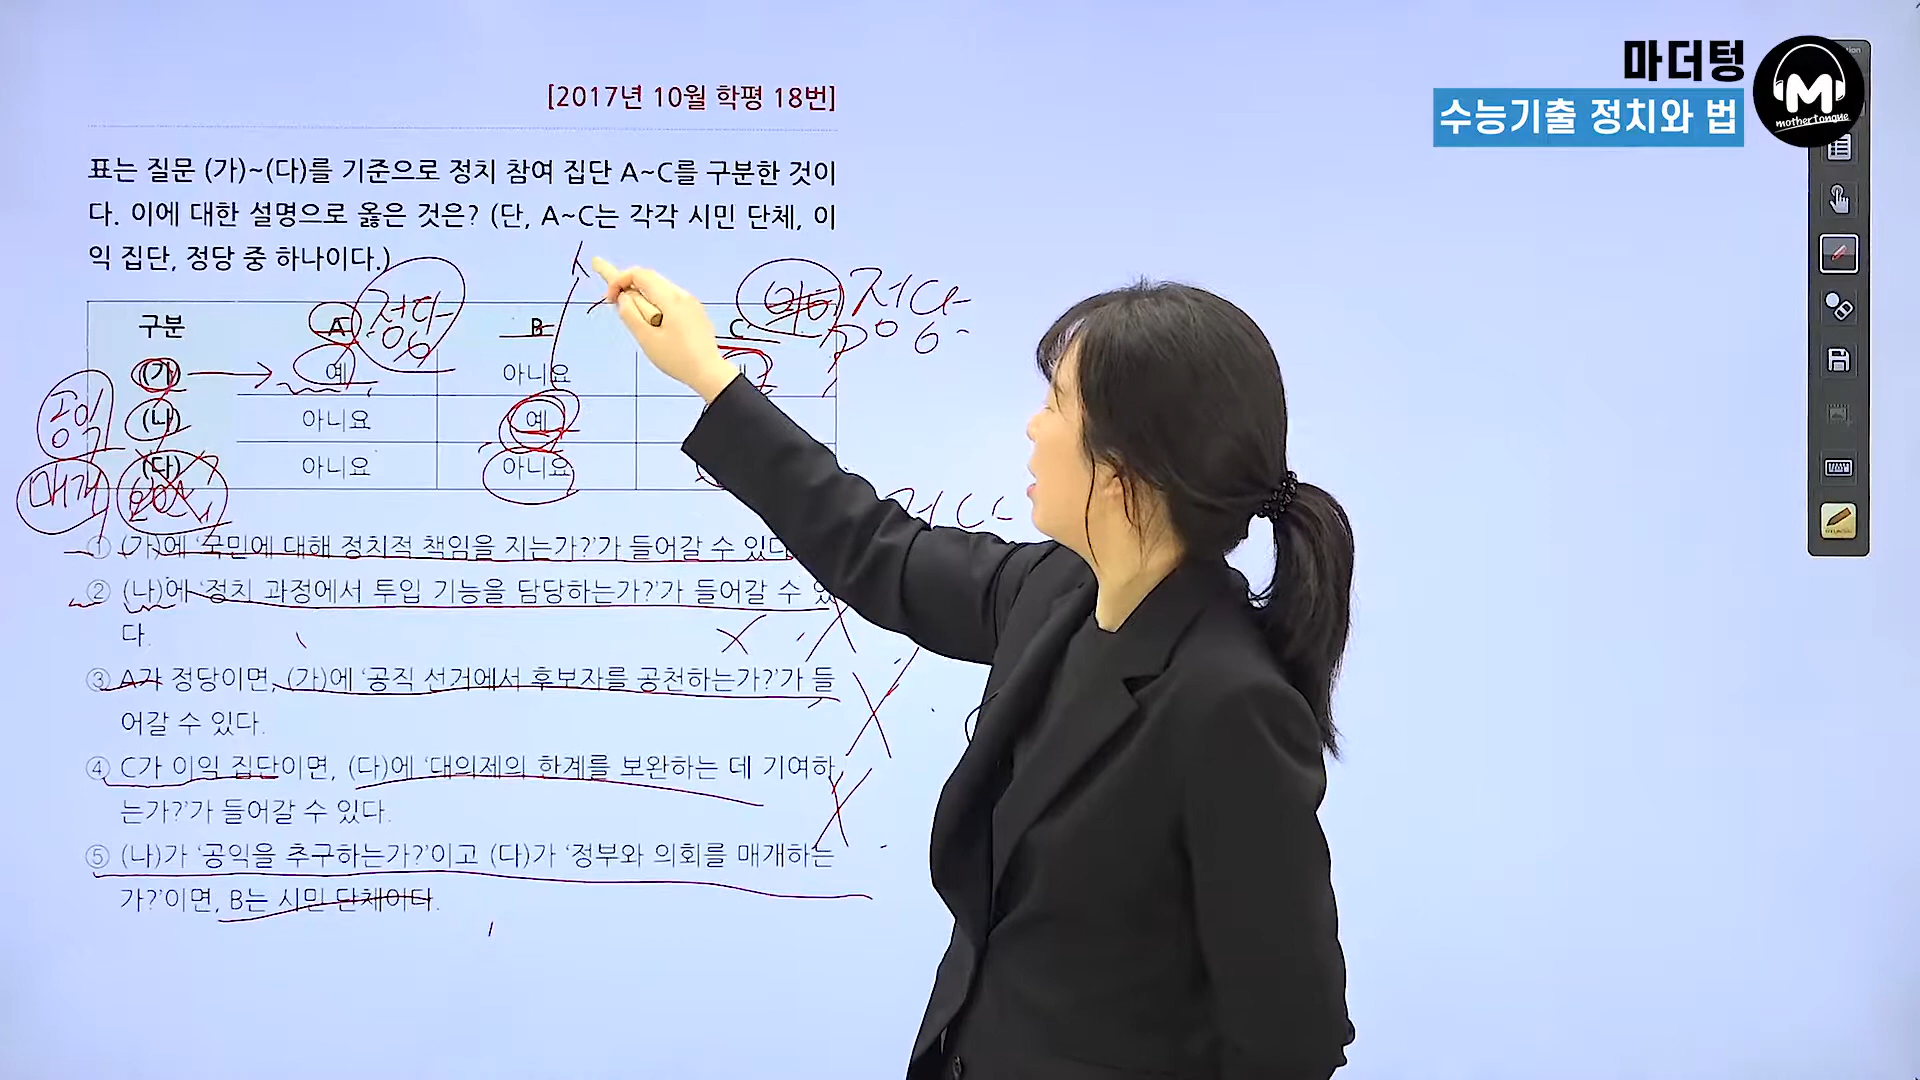 마더텅
수능기출 정치와 법
M
mothertongue
[2017년 10월 학평 18번]
표는 질문 (가)~(다)를 기준으로 정치 참여 집단 A~C를 구분한 것이
다. 이에 대한 설명으로 옳은 것은? (단, A~C는 각각 시민 단체, 이
익 집단, 정당 중 하나이다.)
구분 A 정당 B C 정당
(가) 예 아니요
공익 (나) 아니요 예
매개 (다) 아니요 아니요
① (가)에 ‘국민에 대해 정치적 책임을 지는가?’가 들어갈 수 있다.
② (나)에 ‘정치 과정에서 투입 기능을 담당하는가?’가 들어갈 수 있
다.
③ A가 정당이면, (가)에 ‘공직 선거에서 후보자를 공천하는가?’가 들
어갈 수 있다.
④ C가 이익 집단이면, (다)에 ‘대의제의 한계를 보완하는 데 기여하
는가?’가 들어갈 수 있다.
⑤ (나)가 ‘공익을 추구하는가?’이고 (다)가 ‘정부와 의회를 매개하는
가?’이면, B는 시민 단체이다.